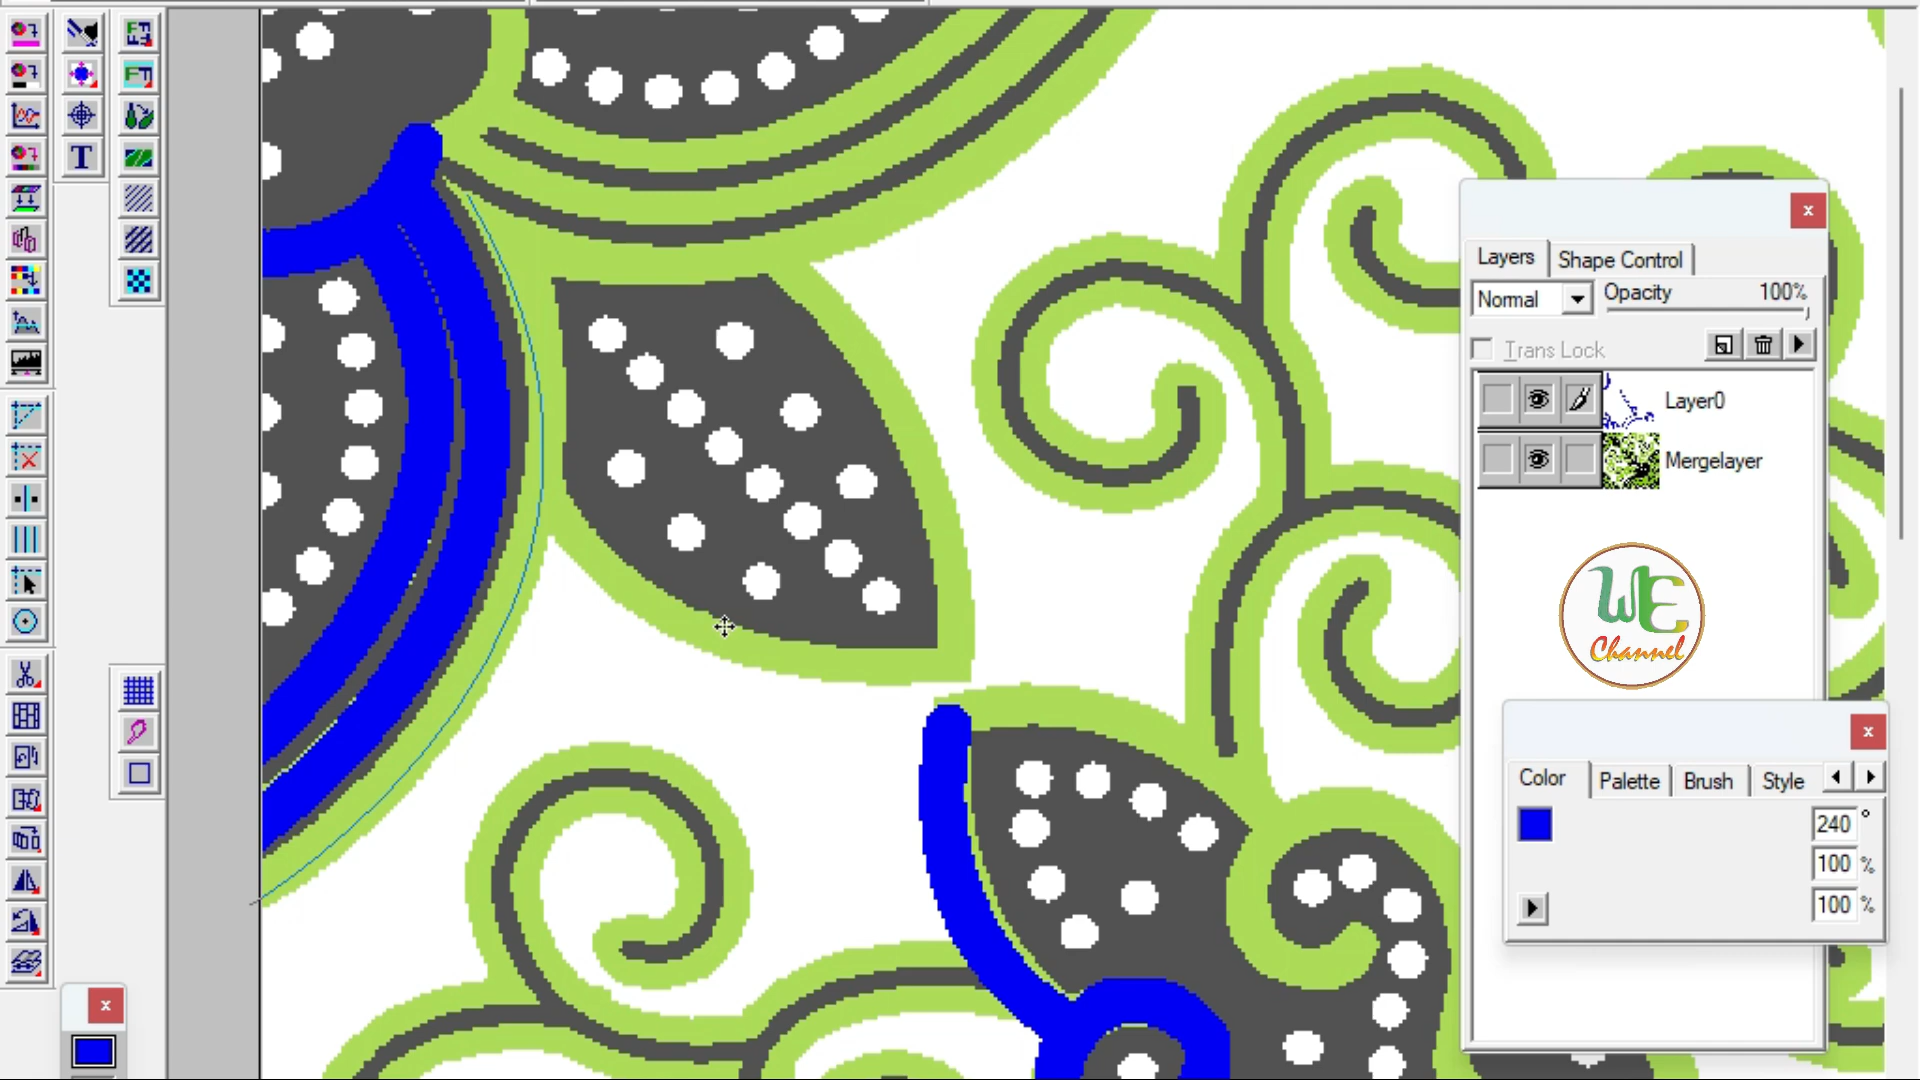 T
Layers
Shape Control
Normal
Opacity
100%
Trans Lock
Layer0
Mergelayer
WE
Channel
Color
Palette
Brush
Style
240 °
100 %
100 %